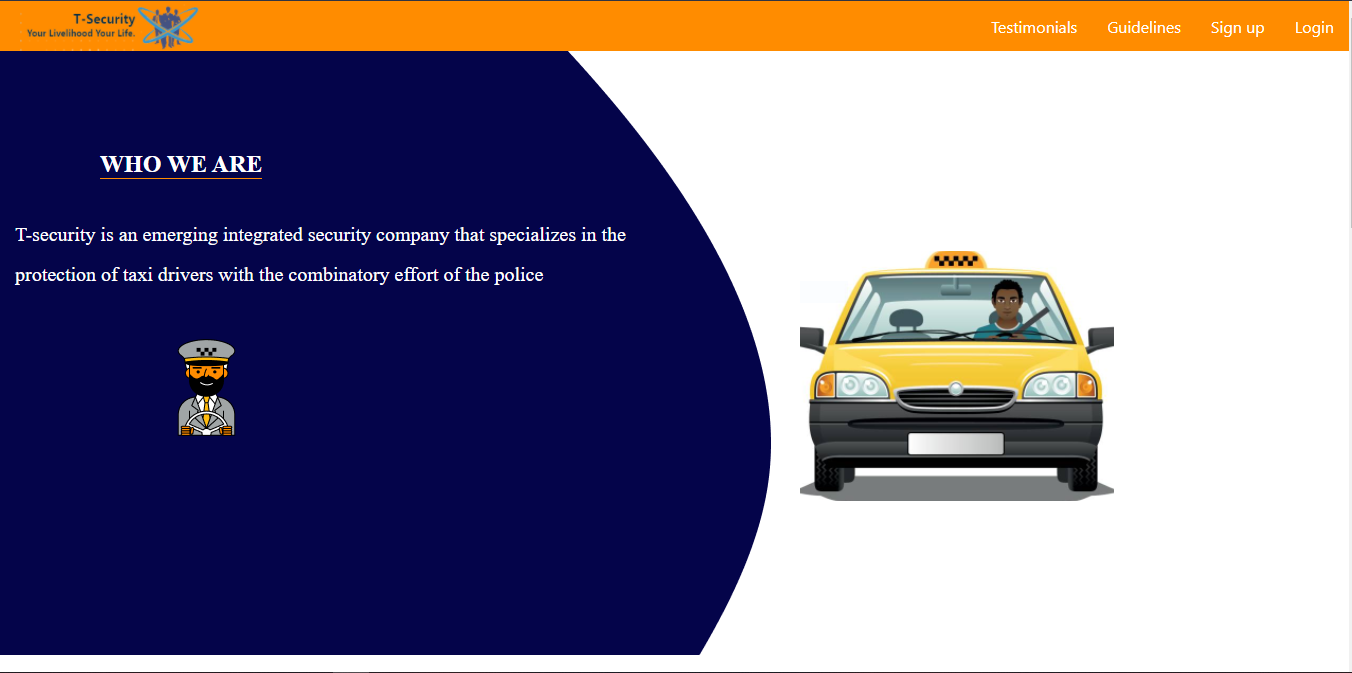 T-Security
Your Livelihood Your Life.
Testimonials Guidelines Sign up Login
WHO WE ARE
T-security is an emerging integrated security company that specializes in the
protection of taxi drivers with the combinatory effort of the police